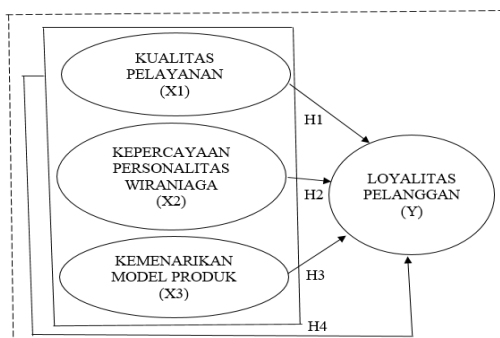 KUALITAS
PELAYANAN
(X1)
H1
KEPERCAYAAN
PERSONALITAS
WIRANIAGA
(X2)
H2
LOYALITAS
PELANGGAN
(Y)
KEMENARIKAN
MODEL PRODUK
(X3)
H3
H4